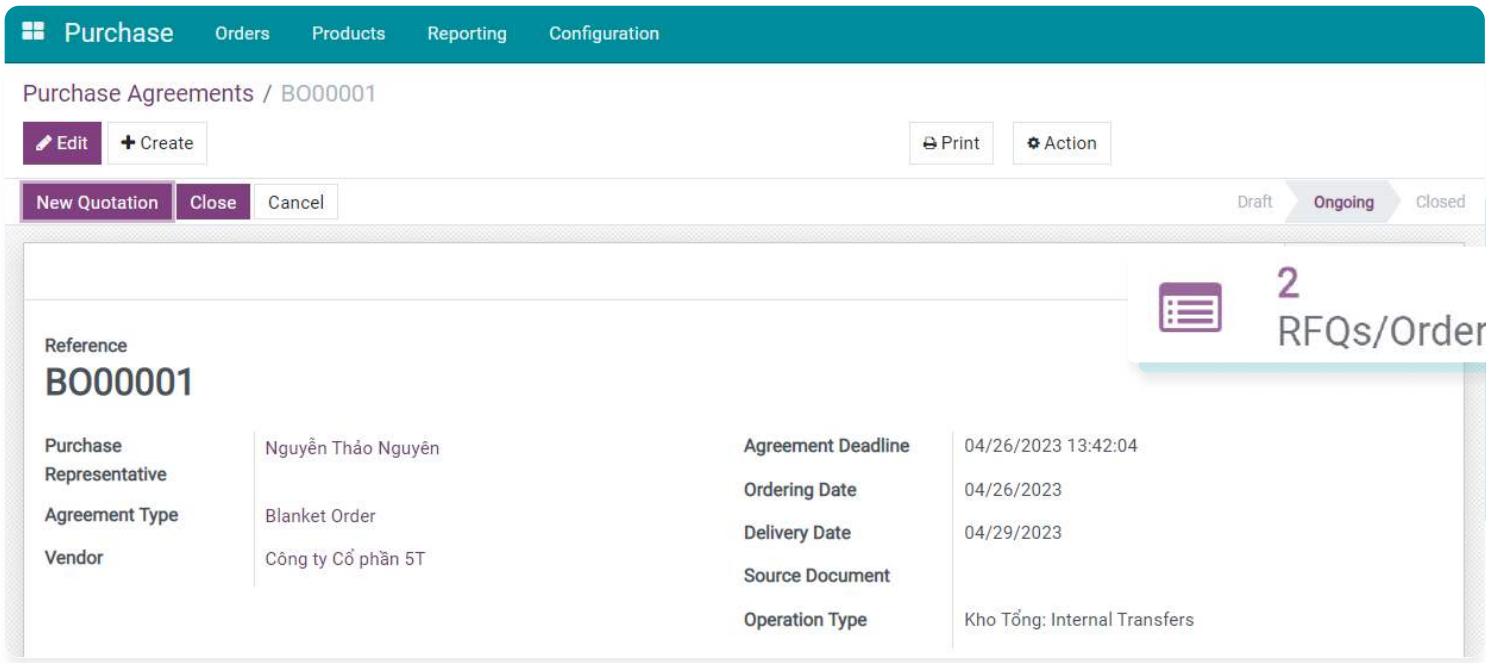 Purchase Orders Products Reporting Configuration
Purchase Agreements / BO00001
Edit Create Print Action
New Quotation Close Cancel Draft Ongoing Closed
2
RFQs/Order
Reference
BO00001
Purchase Representative Nguyễn Thảo Nguyên
Agreement Type Blanket Order
Vendor Công ty Cổ phần 5T
Agreement Deadline 04/26/2023 13:42:04
Ordering Date 04/26/2023
Delivery Date 04/29/2023
Source Document
Operation Type Kho Tổng: Internal Transfers